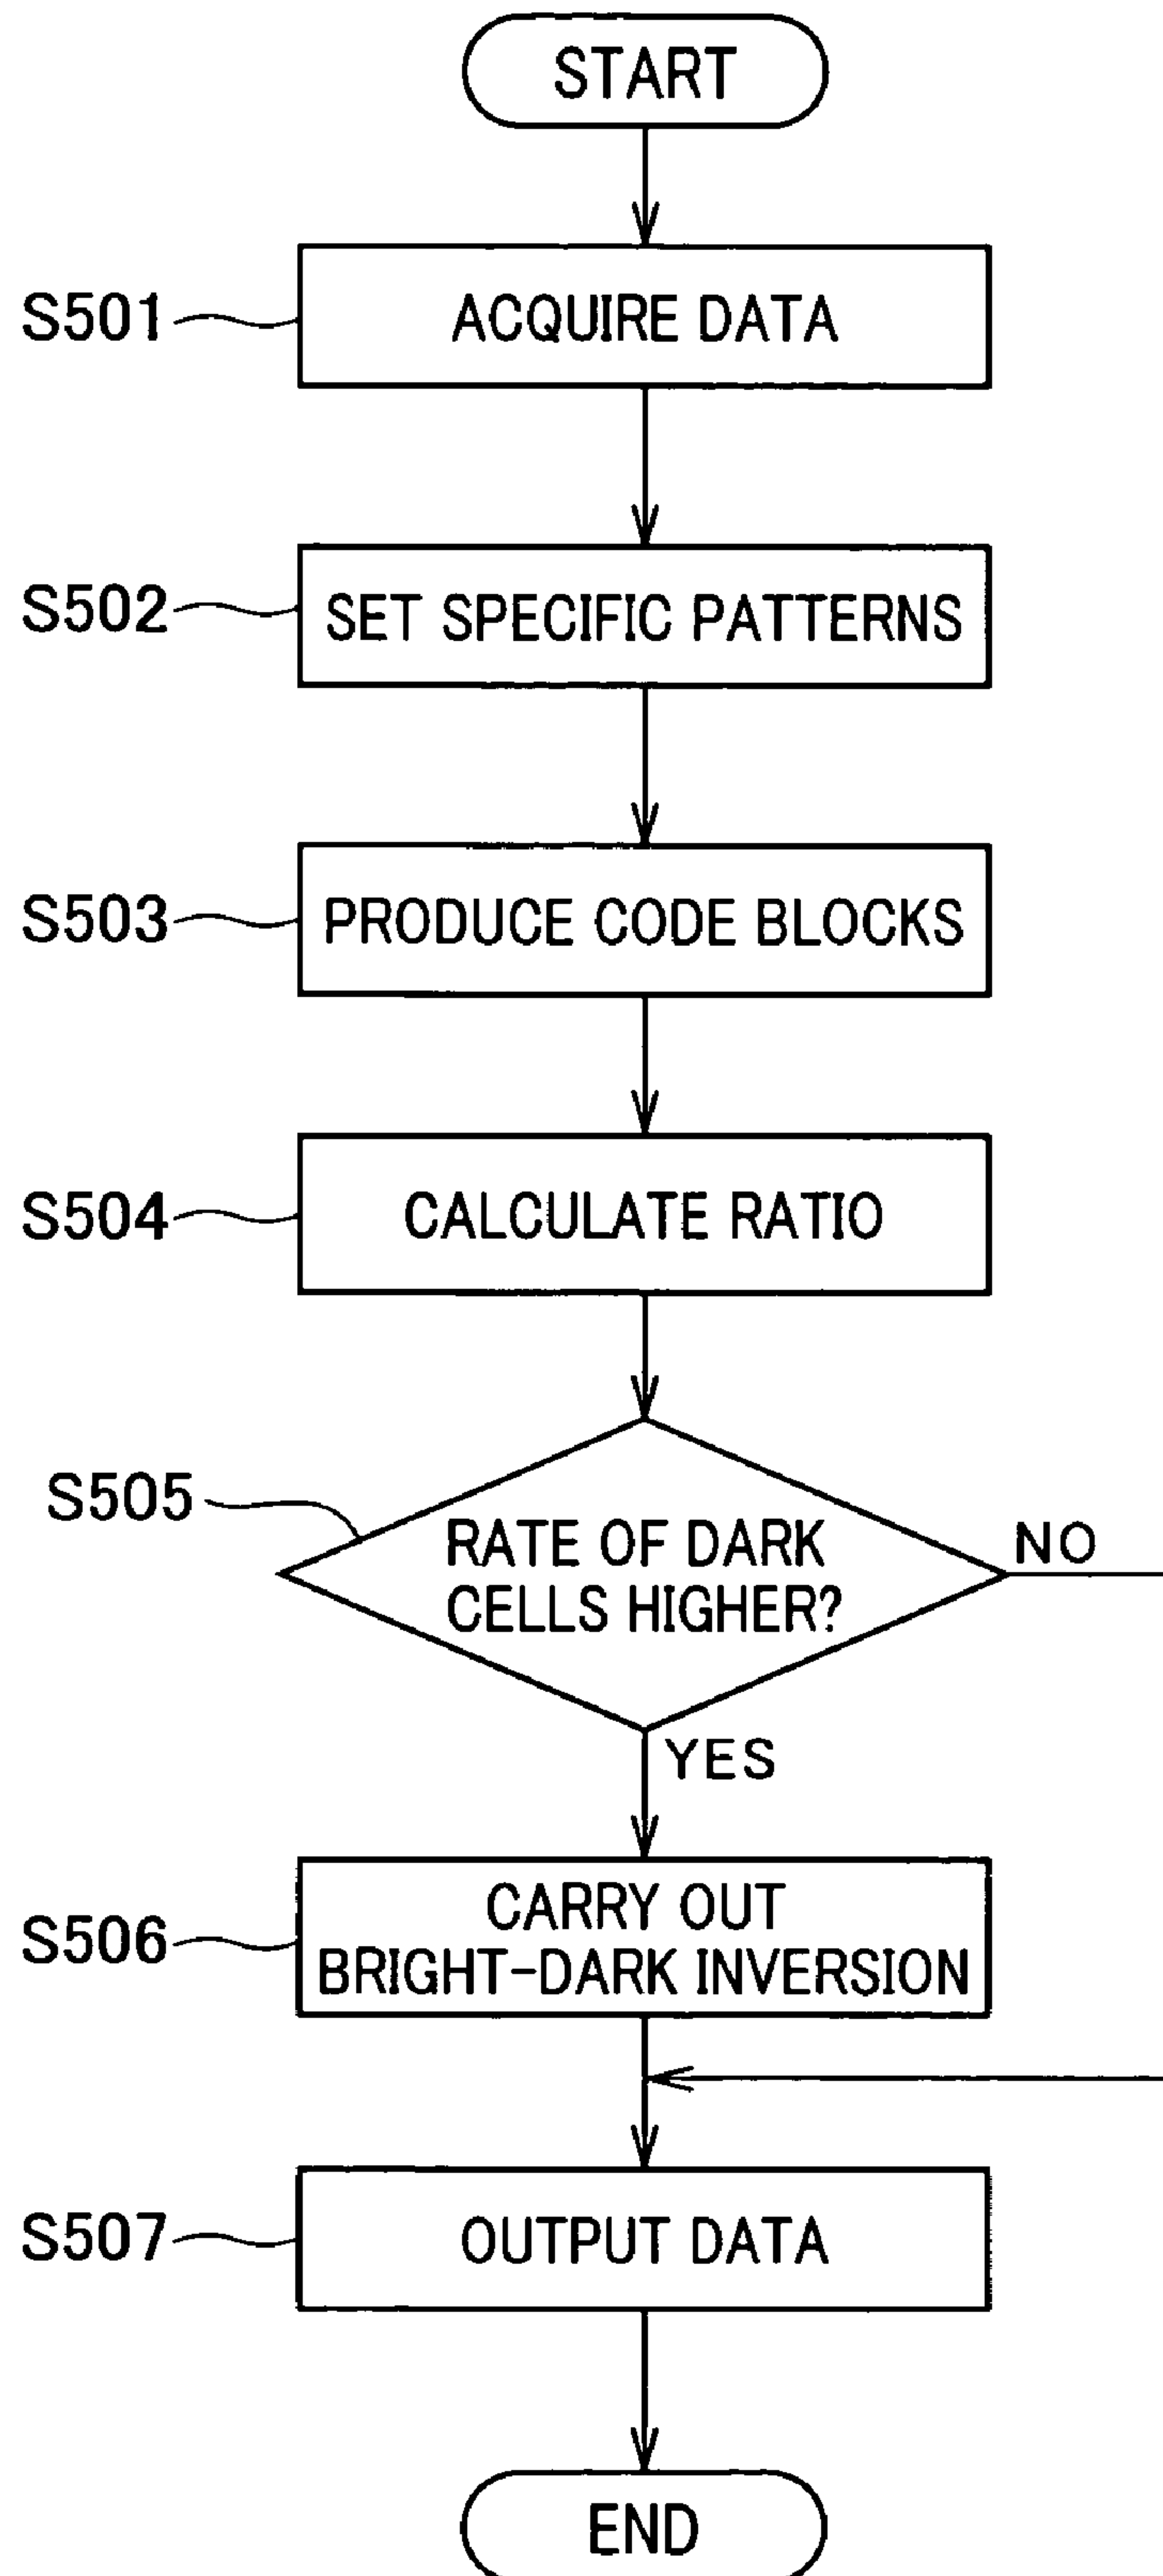 START
S501
ACQUIRE DATA
S502
SET SPECIFIC PATTERNS
S503
PRODUCE CODE BLOCKS
S504
CALCULATE RATIO
S505
RATE OF DARK
CELLS HIGHER?
NO
YES
S506
CARRY OUT
BRIGHT-DARK INVERSION
S507
OUTPUT DATA
END